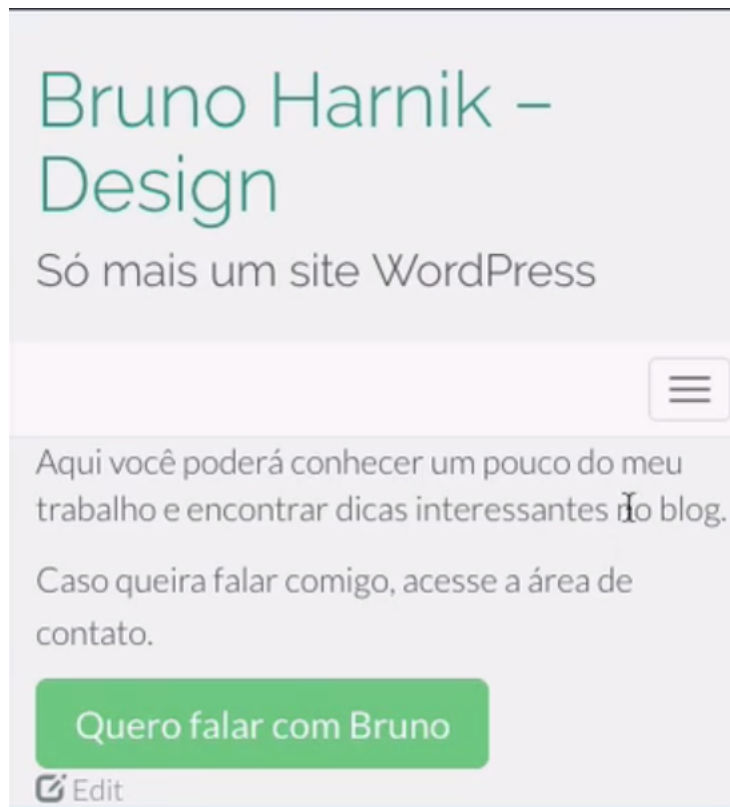 Bruno Harnik –
Design
Só mais um site WordPress
Aqui você poderá conhecer um pouco do meu
trabalho e encontrar dicas interessantes no blog.
Caso queira falar comigo, acesse a área de
contato.
Quero falar com Bruno
Edit